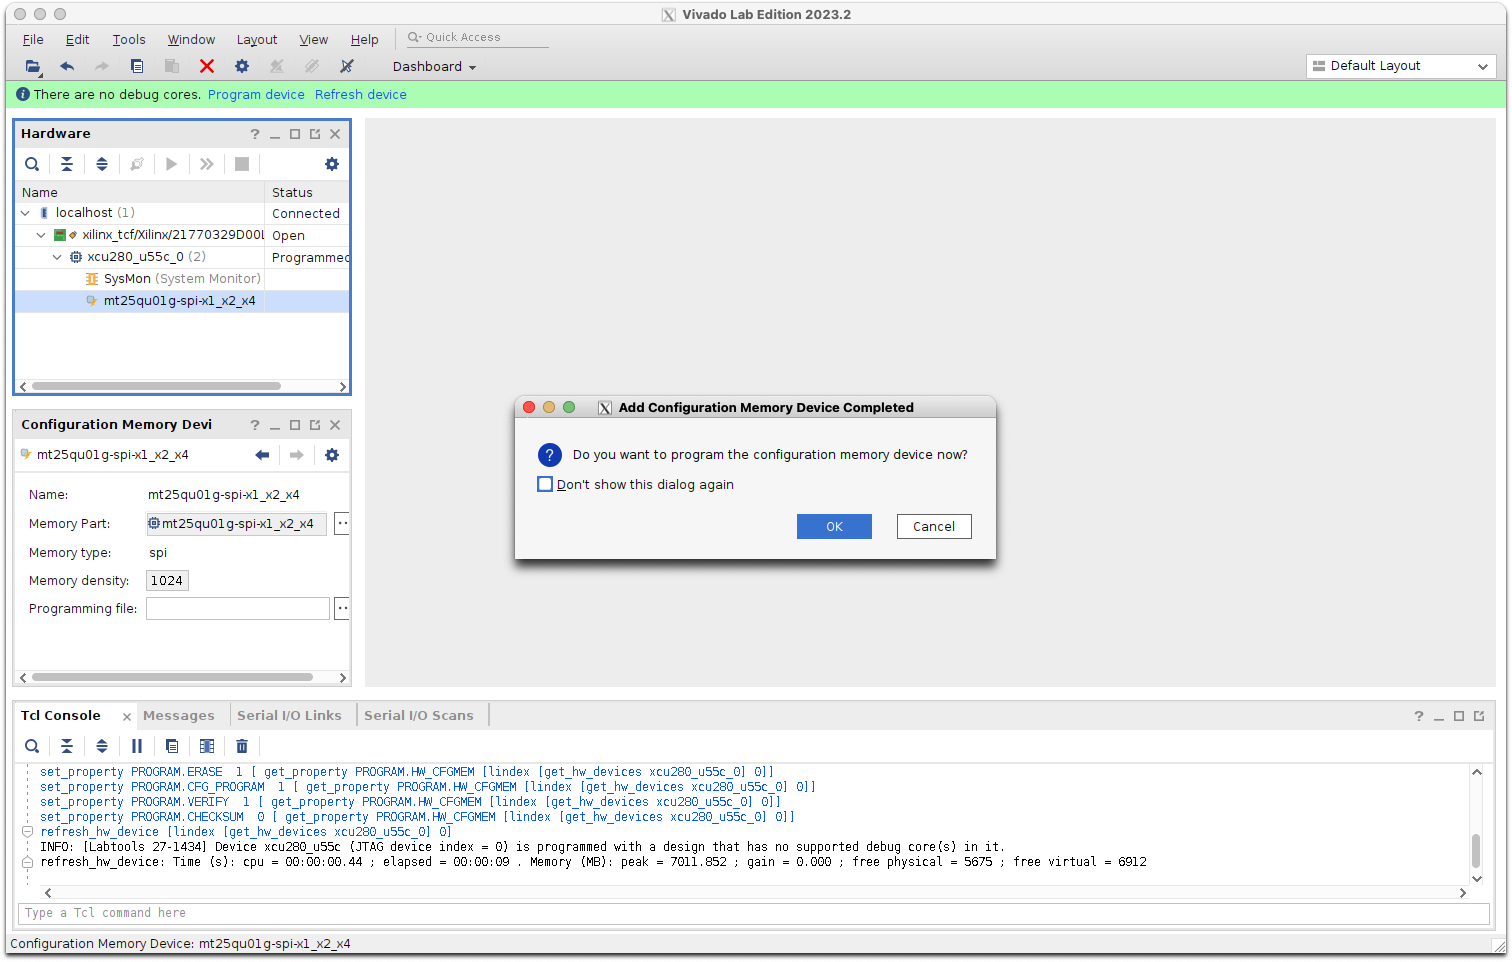 Vivado Lab Edition 2023.2
File Edit Tools Window Layout View Help Quick Access
Dashboard Default Layout
There are no debug cores. Program device Refresh device
Hardware
Name Status
localhost (1) Connected
xilinx_tcf/Xilinx/21770329D00L Open
xcu280_u55c_0 (2) Programmed
SysMon (System Monitor)
mt25qu01g-spi-x1_x2_x4
Configuration Memory Devi
mt25qu01g-spi-x1_x2_x4
Name: mt25qu01g-spi-x1_x2_x4
Memory Part: mt25qu01g-spi-x1_x2_x4
Memory type: spi
Memory density: 1024
Programming file:
Add Configuration Memory Device Completed
Do you want to program the configuration memory device now?
Don't show this dialog again
OK Cancel
Tcl Console Messages Serial I/O Links Serial I/O Scans
set_property PROGRAM.ERASE  1 [ get_property PROGRAM.HW_CFGMEM [lindex [get_hw_devices xcu280_u55c_0] 0]]
set_property PROGRAM.CFG_PROGRAM  1 [ get_property PROGRAM.HW_CFGMEM [lindex [get_hw_devices xcu280_u55c_0] 0]]
set_property PROGRAM.VERIFY  1 [ get_property PROGRAM.HW_CFGMEM [lindex [get_hw_devices xcu280_u55c_0] 0]]
set_property PROGRAM.CHECKSUM  0 [ get_property PROGRAM.HW_CFGMEM [lindex [get_hw_devices xcu280_u55c_0] 0]]
refresh_hw_device [lindex [get_hw_devices xcu280_u55c_0] 0]
INFO: [Labtools 27-1434] Device xcu280_u55c (JTAG device index = 0) is programmed with a design that has no supported debug core(s) in it.
refresh_hw_device: Time (s): cpu = 00:00:00.44 ; elapsed = 00:00:09 . Memory (MB): peak = 7011.852 ; gain = 0.000 ; free physical = 5675 ; free virtual = 6912
Type a Tcl command here
Configuration Memory Device: mt25qu01g-spi-x1_x2_x4